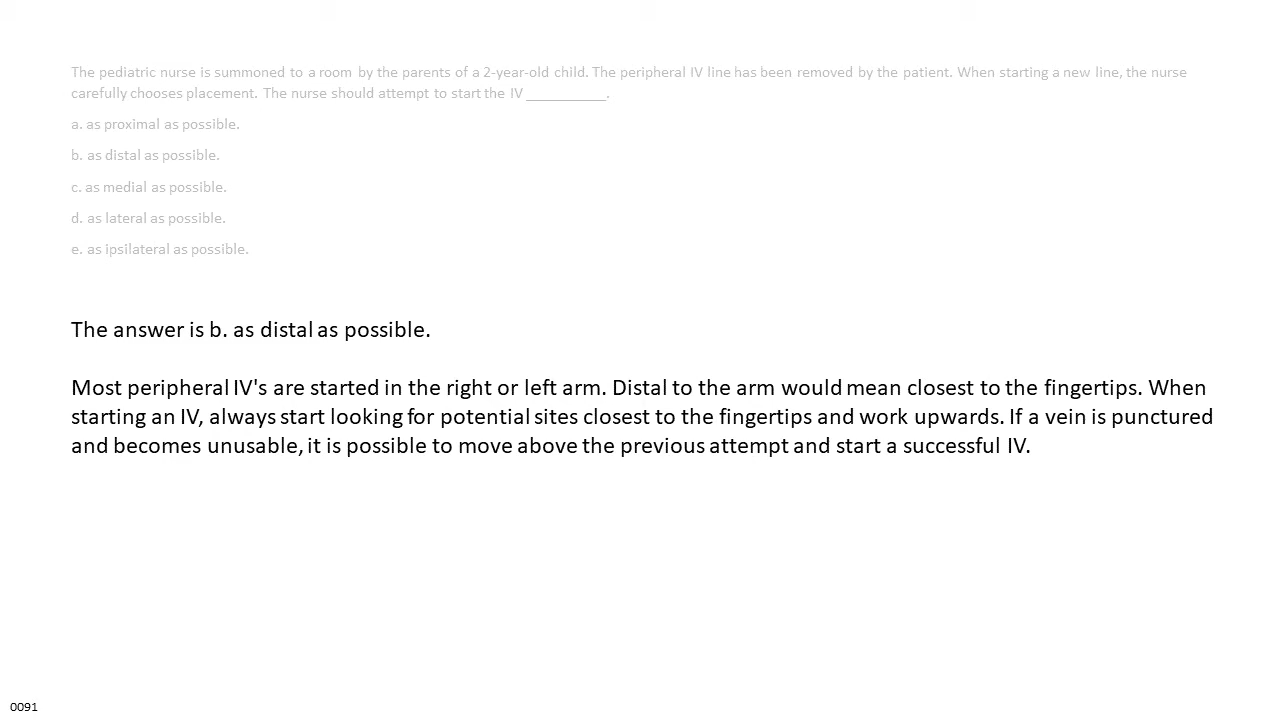 The pediatric nurse is summoned to a room by the parents of a 2-year-old child. The peripheral IV line has been removed by the patient. When starting a new line, the nurse
carefully chooses placement. The nurse should attempt to start the IV __________.
a. as proximal as possible.
b. as distal as possible.
c. as medial as possible.
d. as lateral as possible.
e. as ipsilateral as possible.
The answer is b. as distal as possible.
Most peripheral IV's are started in the right or left arm. Distal to the arm would mean closest to the fingertips. When
starting an IV, always start looking for potential sites closest to the fingertips and work upwards. If a vein is punctured
and becomes unusable, it is possible to move above the previous attempt and start a successful IV.
0091